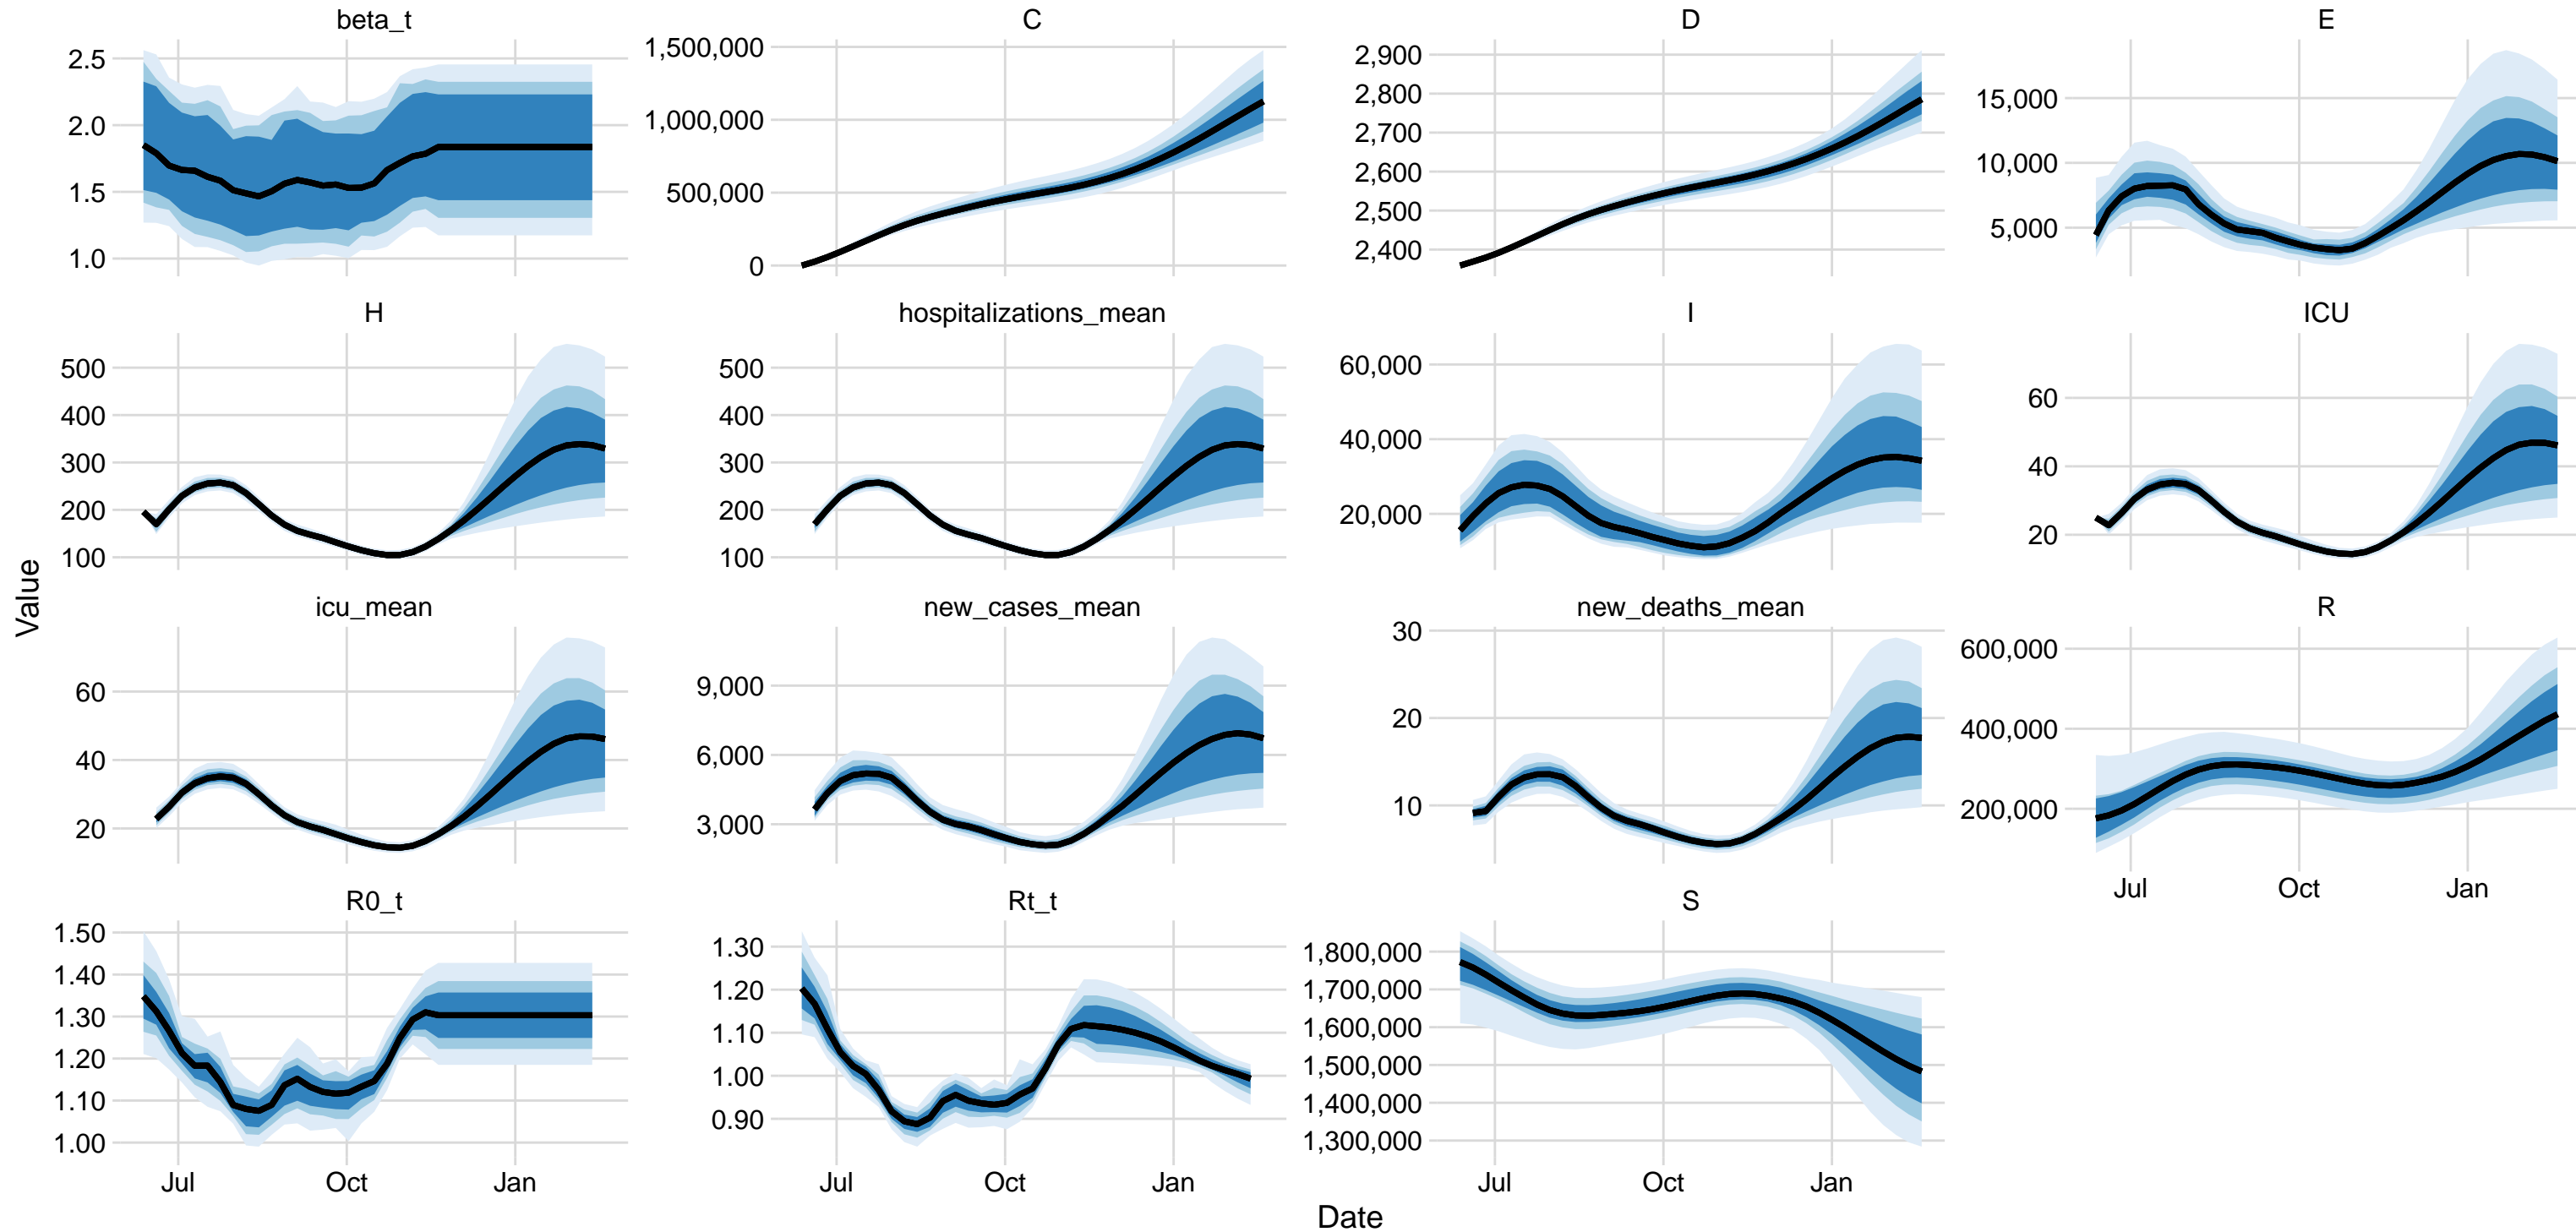 beta_t
C
D
E
2.5
2.0
1.5
1.0
1,500,000
1,000,000
500,000
0
2,900
2,800
2,700
2,600
2,500
2,400
15,000
10,000
5,000
H
hospitalizations_mean
I
ICU
500
400
300
200
100
500
400
300
200
100
60,000
40,000
20,000
60
40
20
Value
icu_mean
new_cases_mean
new_deaths_mean
R
60
40
20
9,000
6,000
3,000
30
20
10
600,000
400,000
200,000
Jul Oct Jan
R0_t
Rt_t
S
1.50
1.40
1.30
1.20
1.10
1.00
1.30
1.20
1.10
1.00
0.90
1,800,000
1,700,000
1,600,000
1,500,000
1,400,000
1,300,000
Jul Oct Jan
Jul Oct Jan
Jul Oct Jan
Date